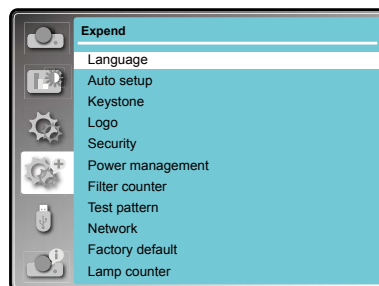 Expend
Language
Auto setup
Keystone
Logo
Security
Power management
Filter counter
Test pattern
Network
Factory default
Lamp counter